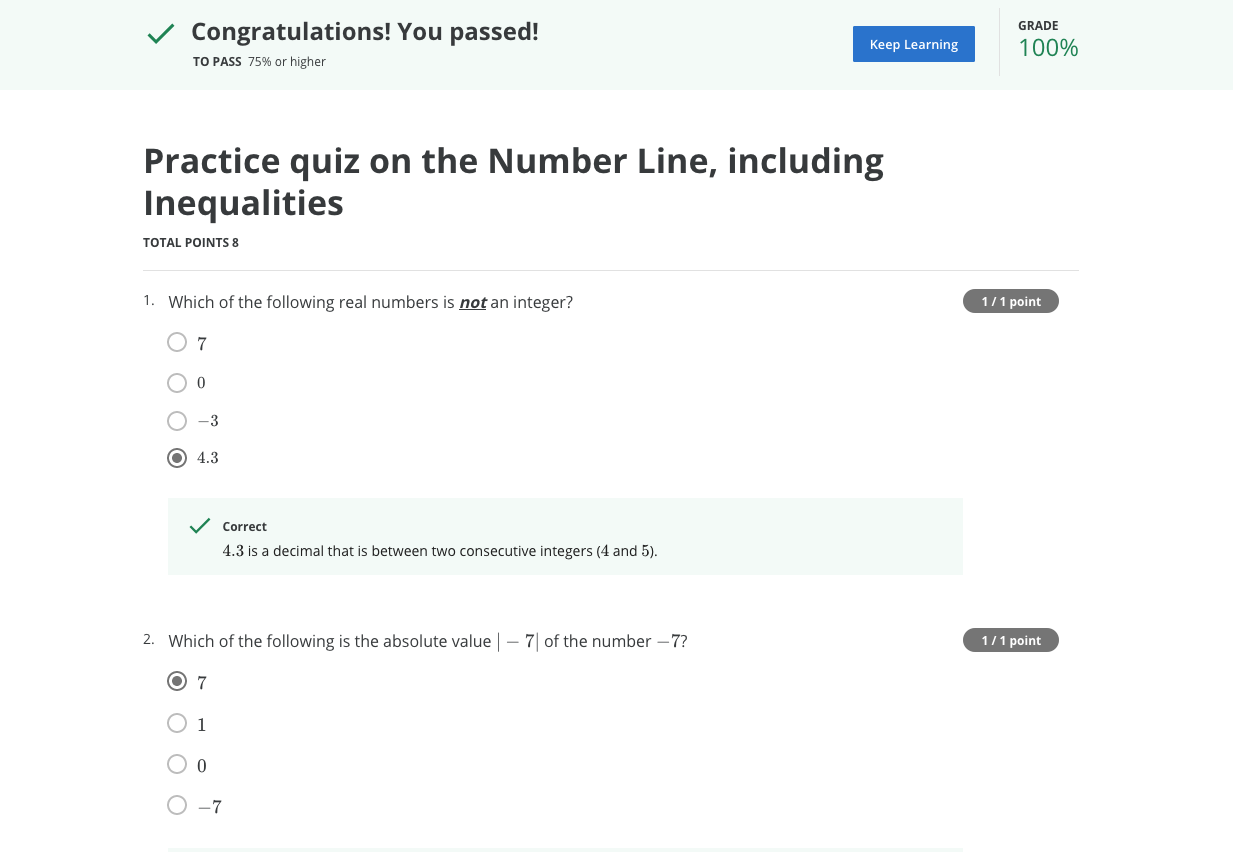 Congratulations! You passed!
TO PASS 75% or higher
Keep Learning
GRADE
100%
Practice quiz on the Number Line, including
Inequalities
TOTAL POINTS 8
1. Which of the following real numbers is not an integer?
1 / 1 point
7
0
−3
4.3
Correct
4.3 is a decimal that is between two consecutive integers (4 and 5).
2. Which of the following is the absolute value | − 7| of the number −7?
1 / 1 point
7
1
0
−7